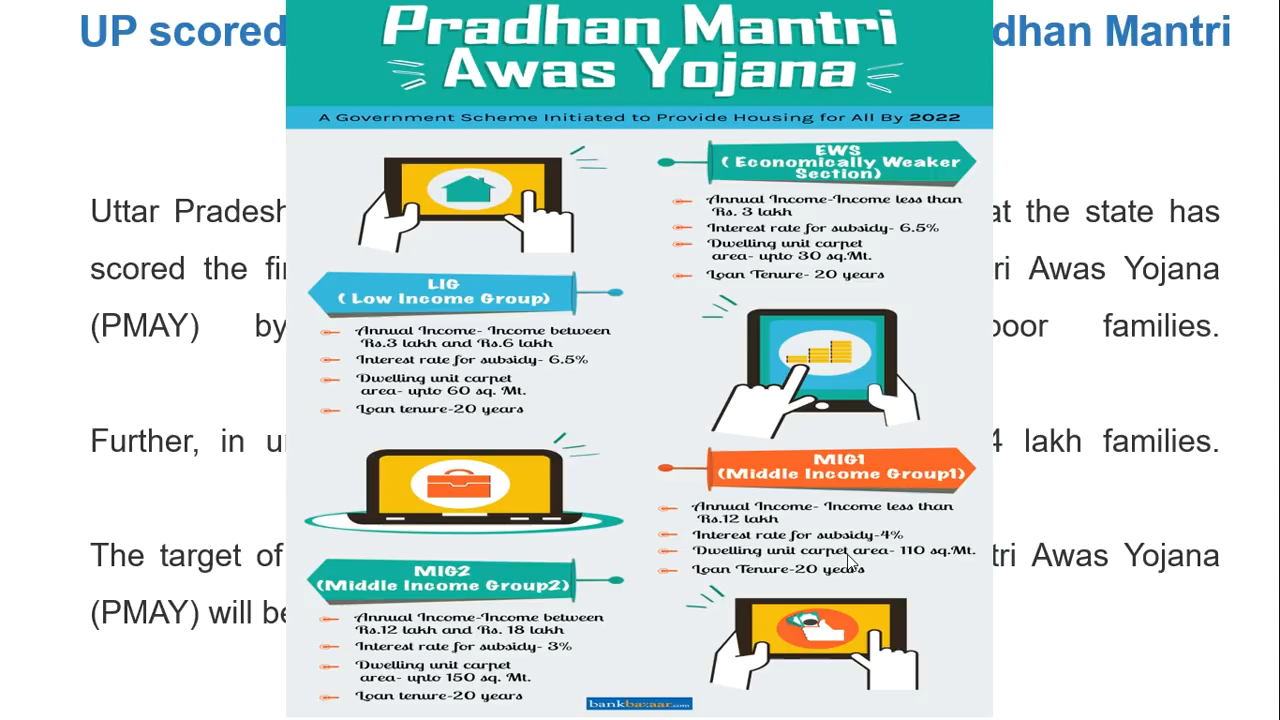 UP scored
dhan Mantri
Uttar Pradesh
at the state has
scored the
ri Awas Yojana
(PMAY) by
poor families.
Further, in
4 lakh families.
The target of
tri Awas Yojana
(PMAY) will be
Pradhan Mantri
Awas Yojana
A Government Scheme Initiated to Provide Housing for All By 2022
EWS
( Economically Weaker
Section)
Annual Income-Income less than
Rs. 3 lakh
Interest rate for subsidy- 6.5%
Dwelling unit carpet
area- upto 30 sq.Mt.
Loan Tenure- 20 years
LIG
( Low Income Group)
Annual Income- Income between
Rs.3 lakh and Rs.6 lakh
Interest rate for subsidy- 6.5%
Dwelling unit carpet
area- upto 60 sq. Mt.
Loan tenure-20 years
MIG1
(Middle Income Group1)
Annual Income- Income less than
Rs.12 lakh
Interest rate for subsidy-4%
Dwelling unit carpet area- 110 sq.Mt.
Loan Tenure-20 years
MIG2
(Middle Income Group2)
Annual Income-Income between
Rs.12 lakh and Rs. 18 lakh
Interest rate for subsidy- 3%
Dwelling unit carpet
area- upto 150 sq. Mt.
Loan tenure-20 years
bankbazaar.com